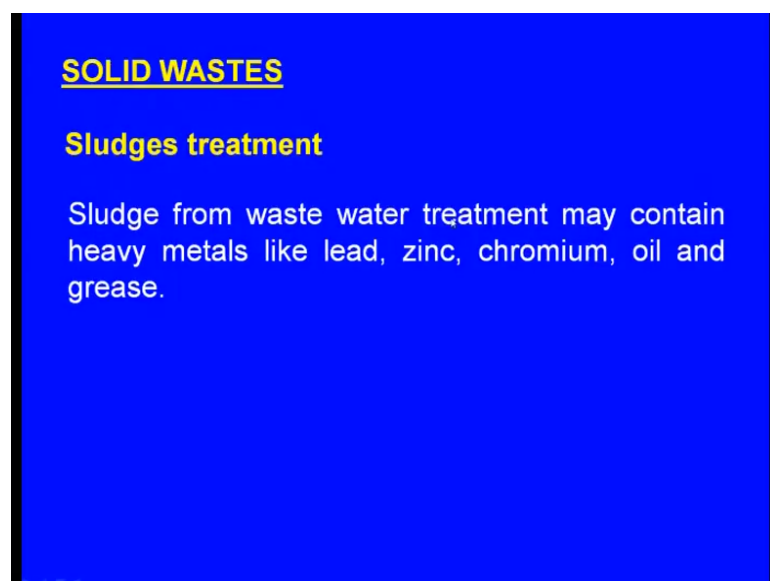 SOLID WASTES
Sludges treatment
Sludge from waste water treatment may contain
heavy metals like lead, zinc, chromium, oil and
grease.